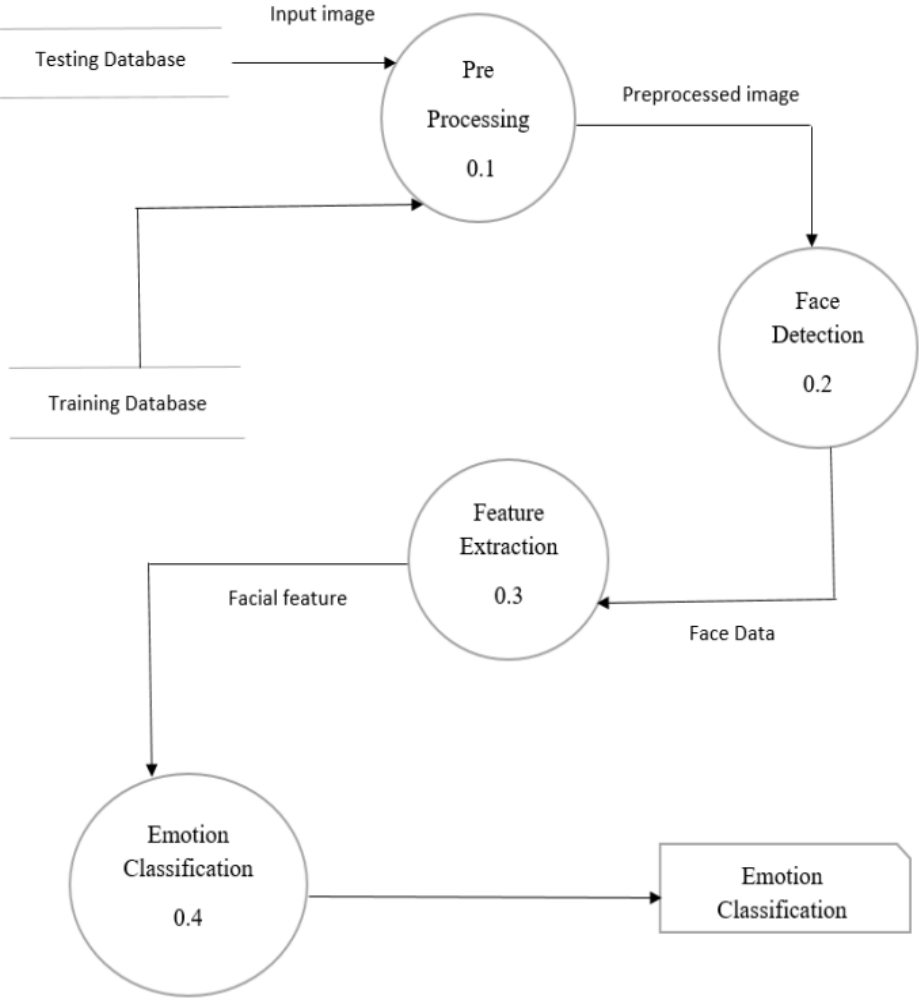 Input image
Testing Database
Pre
Processing
0.1
Preprocessed image
Face
Detection
0.2
Training Database
Feature
Extraction
0.3
Facial feature
Face Data
Emotion
Classification
0.4
Emotion
Classification